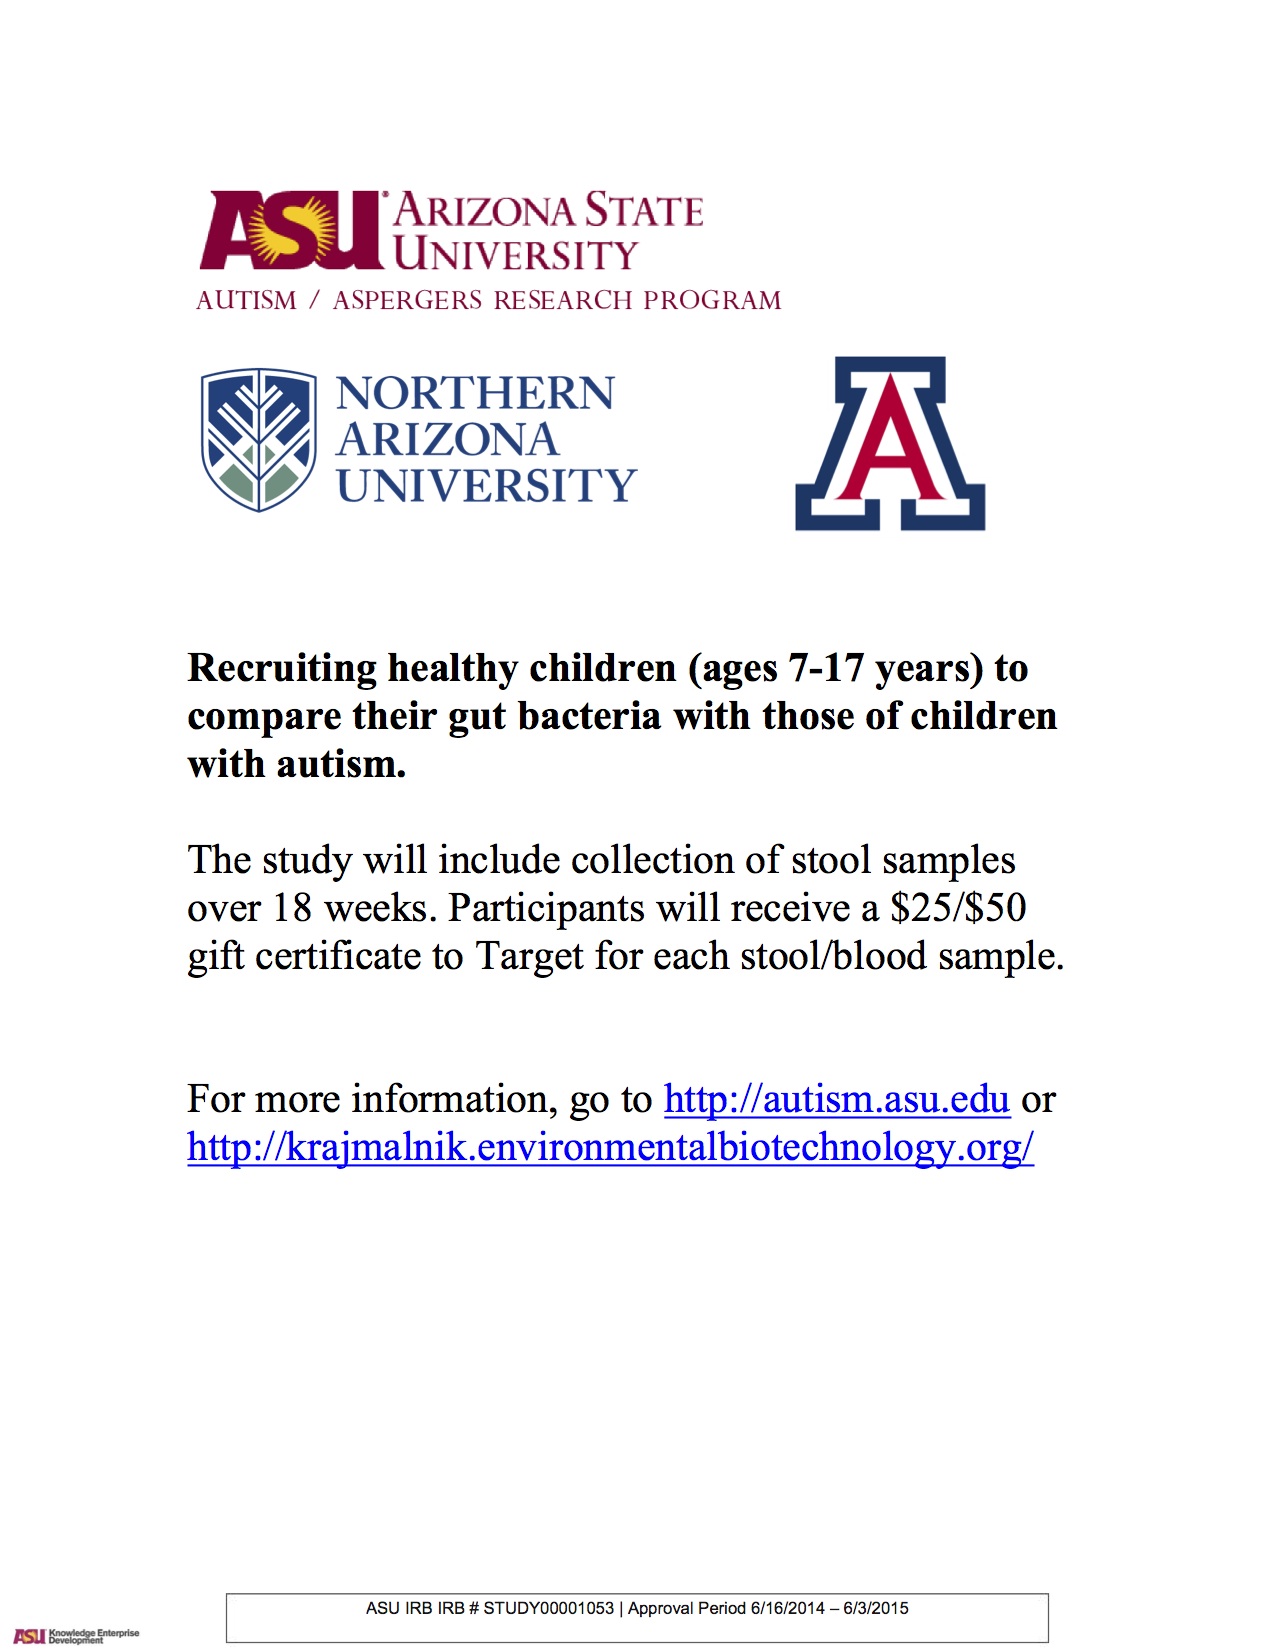 ASU ARIZONA STATE
UNIVERSITY
AUTISM / ASPERGERS RESEARCH PROGRAM
NORTHERN
ARIZONA
UNIVERSITY
A
Recruiting healthy children (ages 7-17 years) to
compare their gut bacteria with those of children
with autism.
The study will include collection of stool samples
over 18 weeks. Participants will receive a $25/$50
gift certificate to Target for each stool/blood sample.
For more information, go to http://autism.asu.edu or
http://krajmalnik.environmentalbiotechnology.org/
ASU IRB IRB # STUDY00001053 | Approval Period 6/16/2014 – 6/3/2015
ASU Knowledge Enterprise
Development